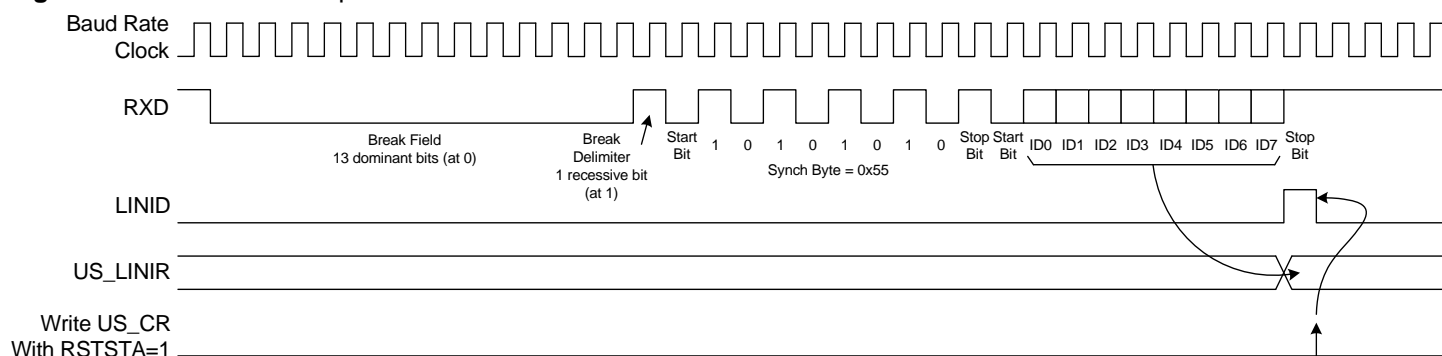 Baud Rate
Clock
RXD
Break Field
13 dominant bits (at 0)
Break
Delimiter
1 recessive bit
(at 1)
Start
Bit
1 0 1 0 1 0 1 0
Stop
Bit
Start
Bit
ID0 ID1 ID2 ID3 ID4 ID5 ID6 ID7
Stop
Bit
Synch Byte = 0x55
LINID
US_LINIR
Write US_CR
With RSTSTA=1